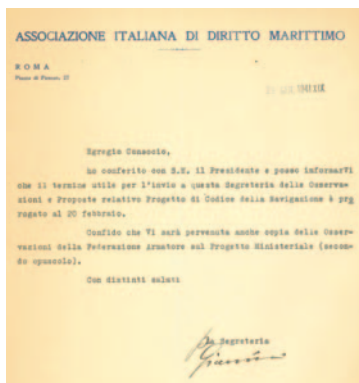 ASSOCIAZIONE ITALIANA DI DIRITTO MARITTIMO
ROMA
Egregio Consocio,
ho conferito con S.E. il Presidente e posso informarVi
che il termine utile per l'invio a questa Segreteria delle Osserva-
zioni e Proposte relativo Progetto di Codice della Navigazione è pro
rogato al 20 febbraio.
Confido che Vi sarà pervenuta anche copia delle Osser-
vazioni della Federazione Armatore sul Progetto Ministeriale (secon-
do opuscolo).
Con distinti saluti
La Segreteria